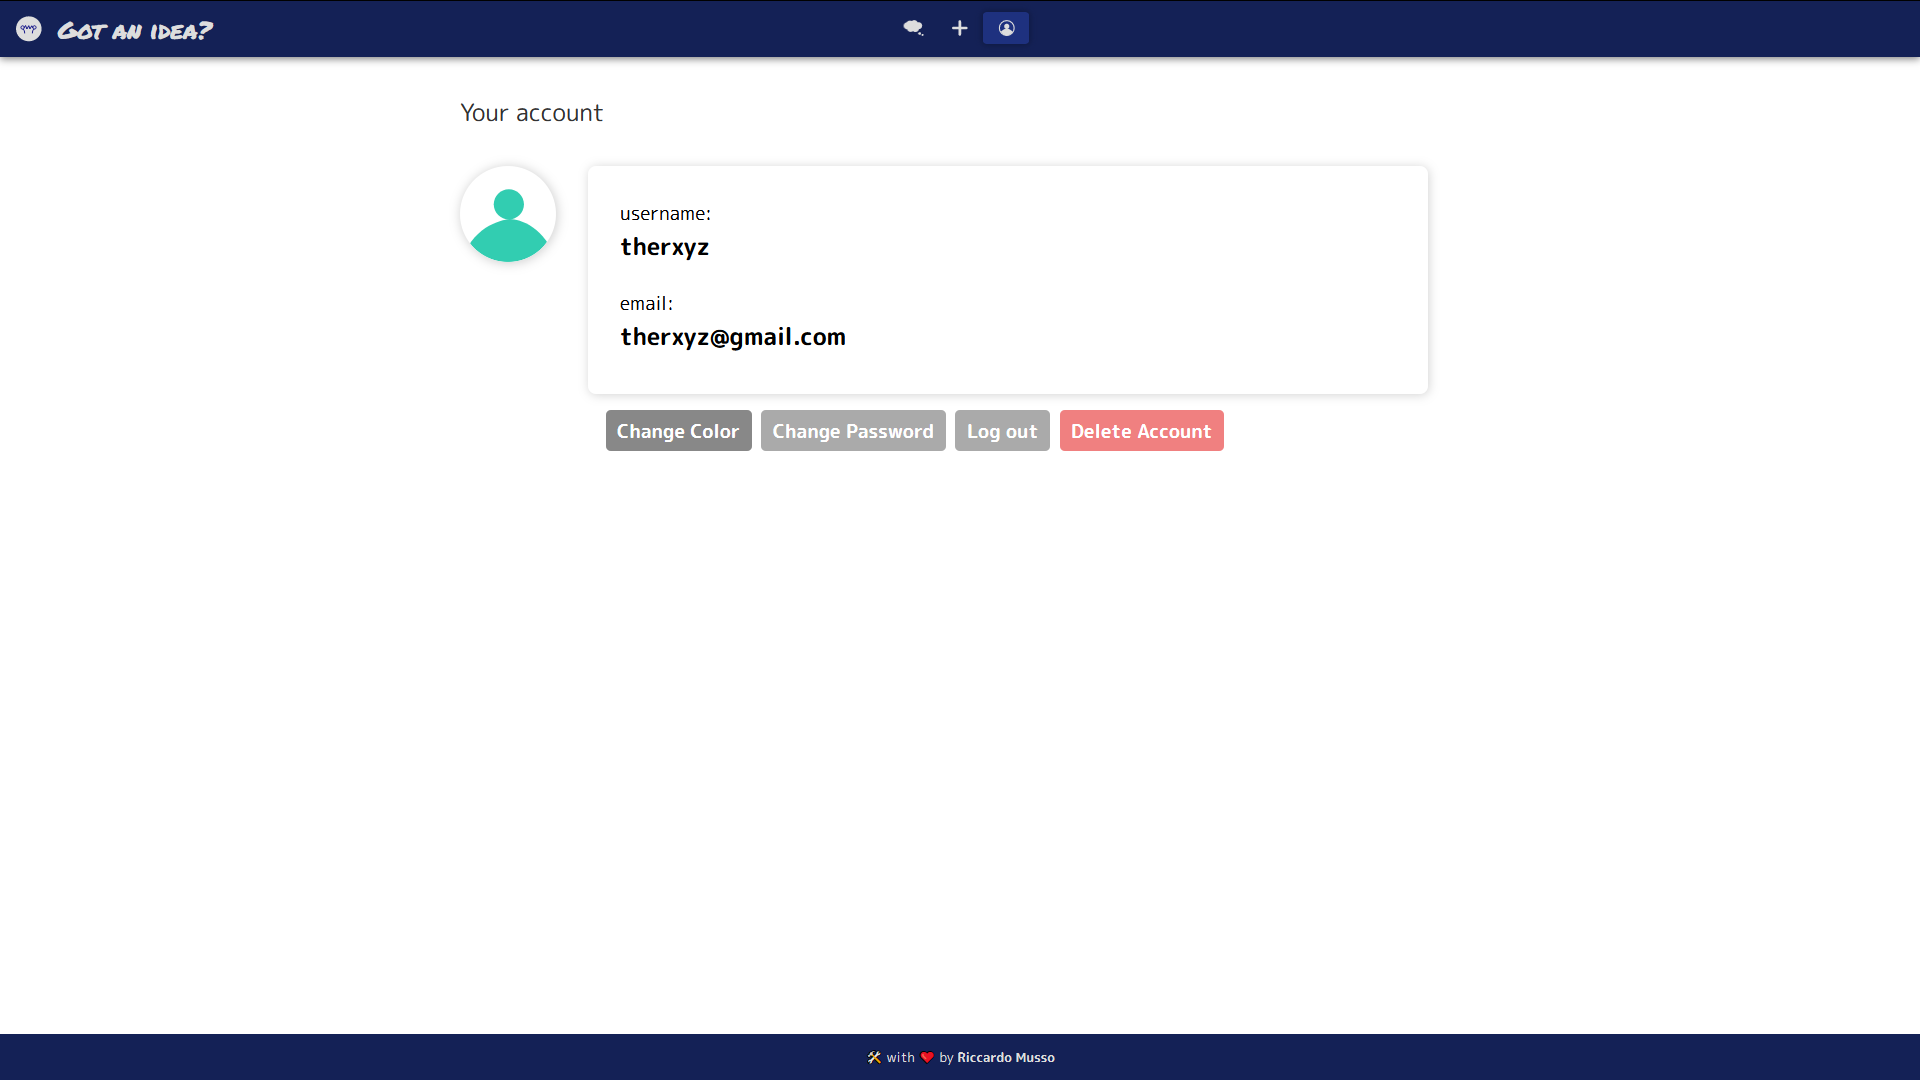 Got an idea?
Your account
username:
therxyz
email:
therxyz@gmail.com
Change Color
Change Password
Log out
Delete Account
🛠 with ❤ by Riccardo Musso